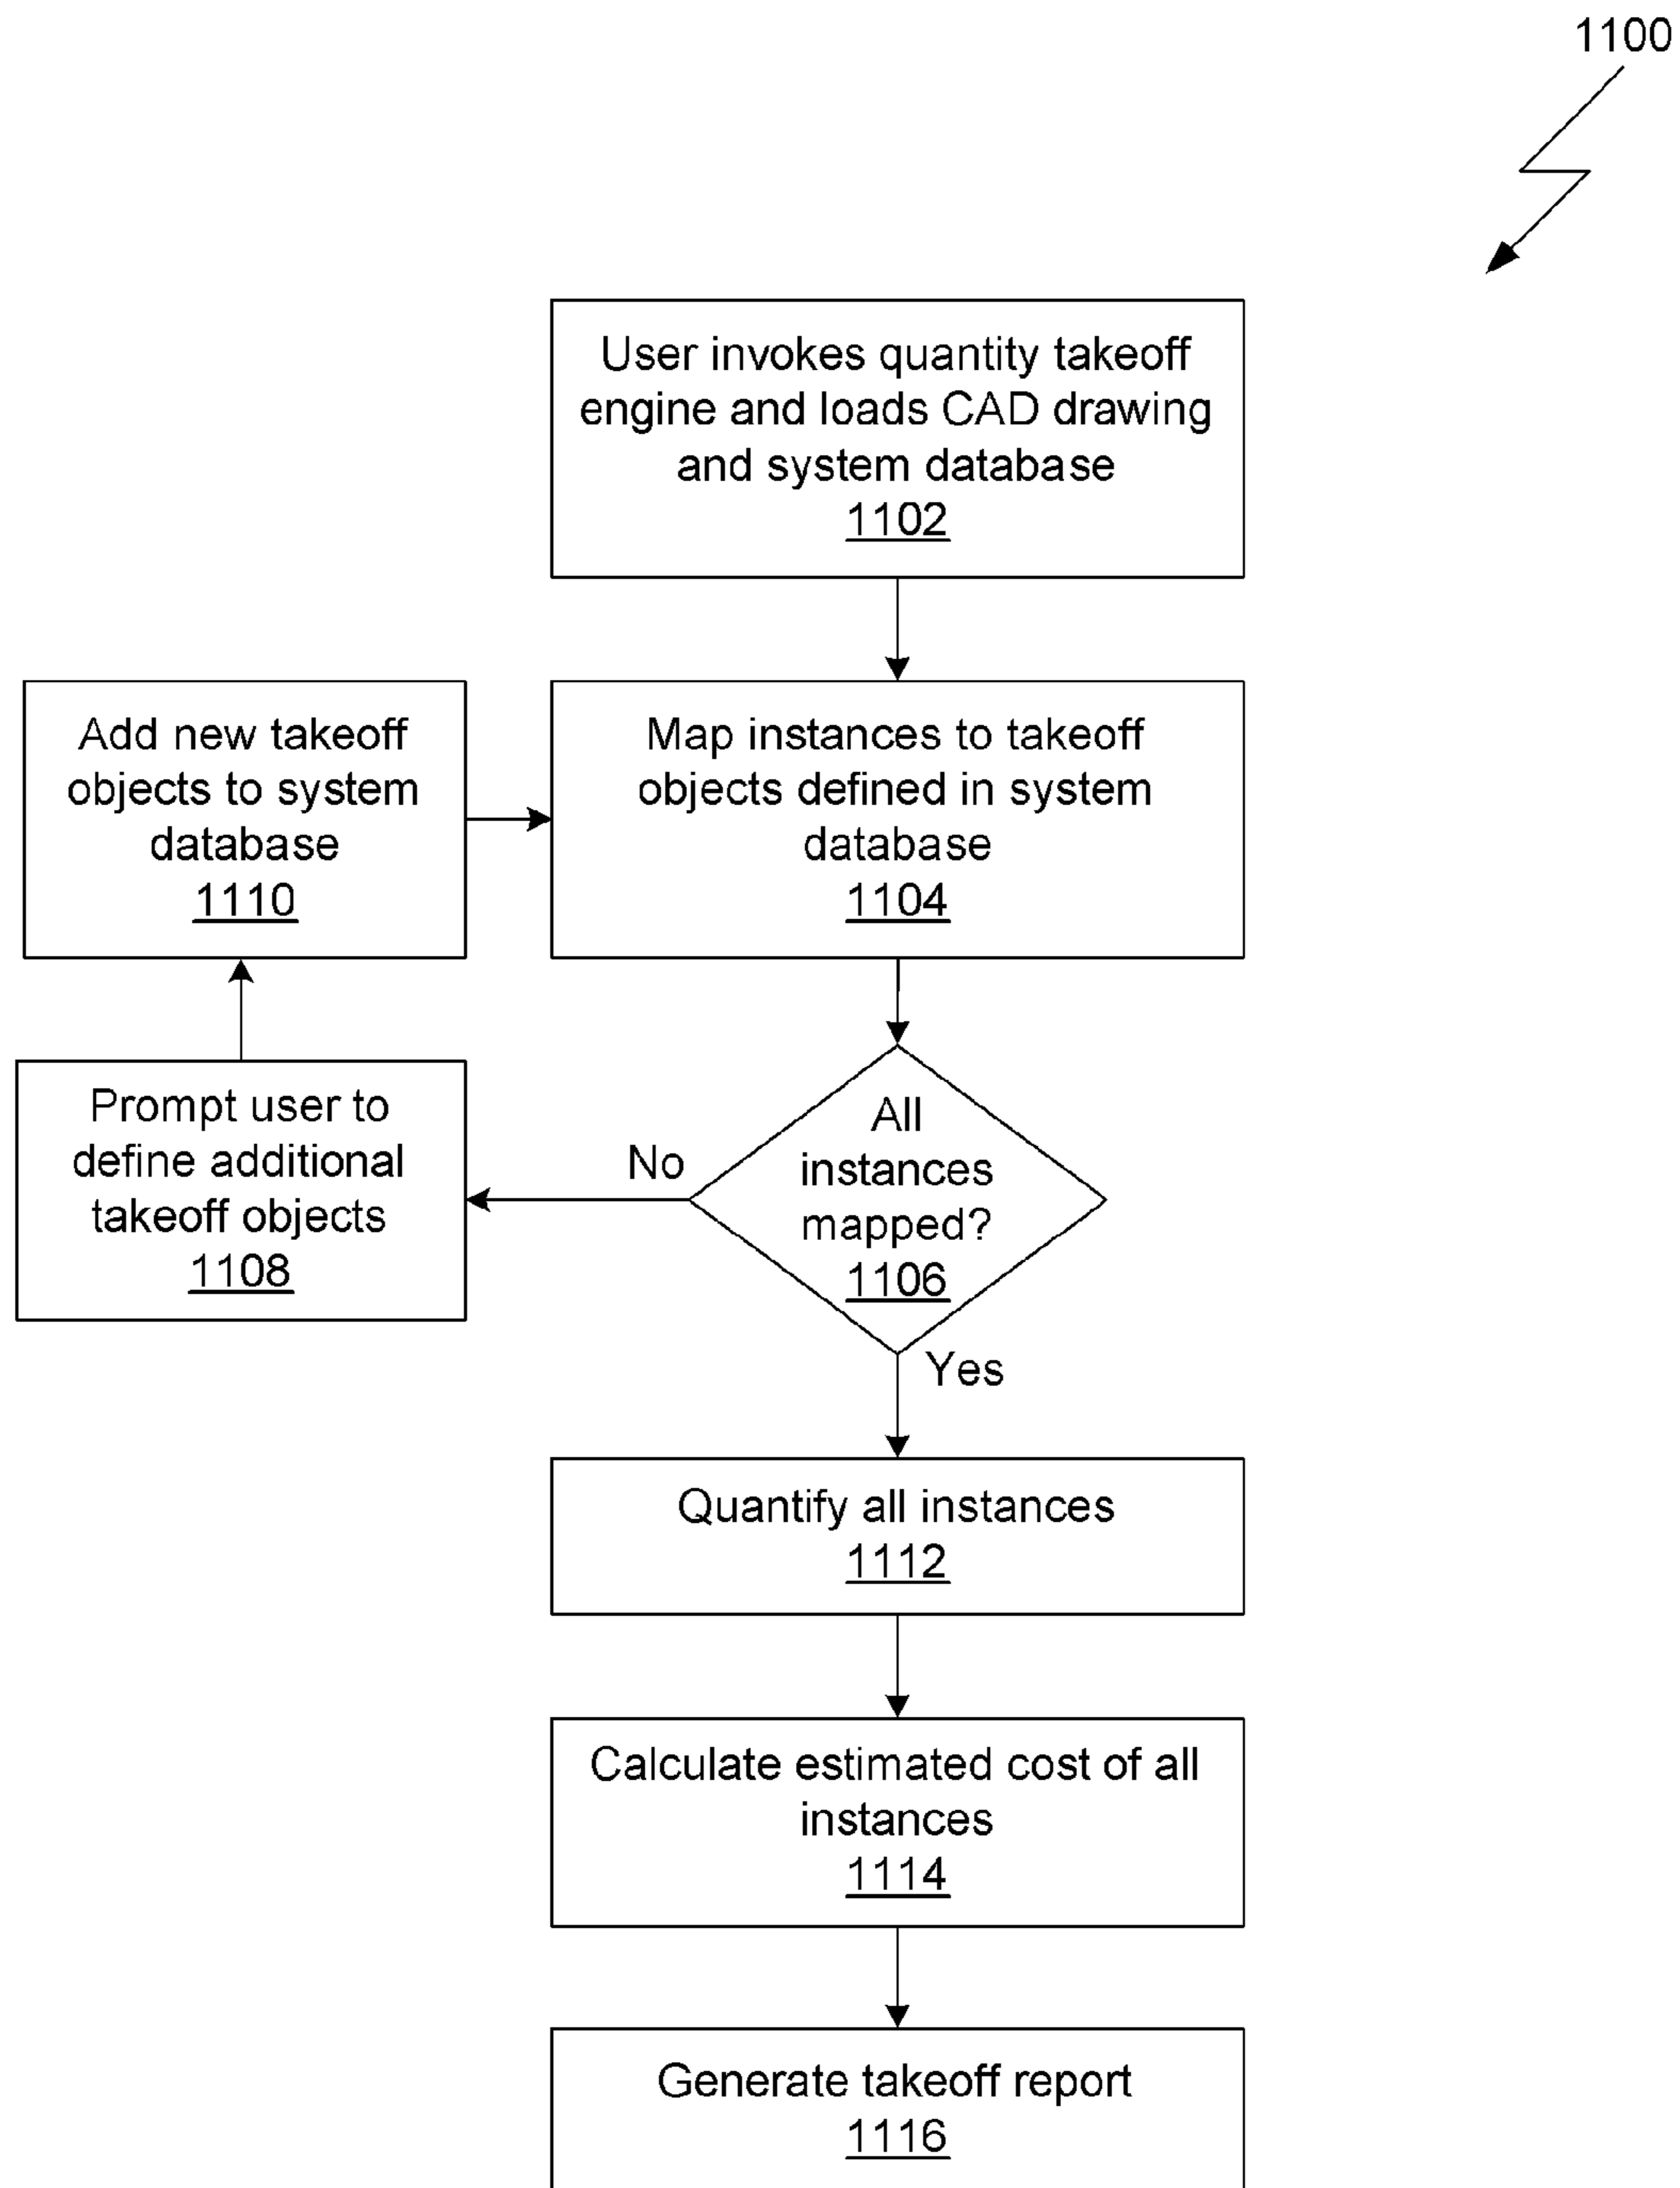 1100
User invokes quantity takeoff
engine and loads CAD drawing
and system database
1102
Add new takeoff
objects to system
database
1110
Map instances to takeoff
objects defined in system
database
1104
Prompt user to
define additional
takeoff objects
1108
No
All
instances
mapped?
1106
Yes
Quantify all instances
1112
Calculate estimated cost of all
instances
1114
Generate takeoff report
1116